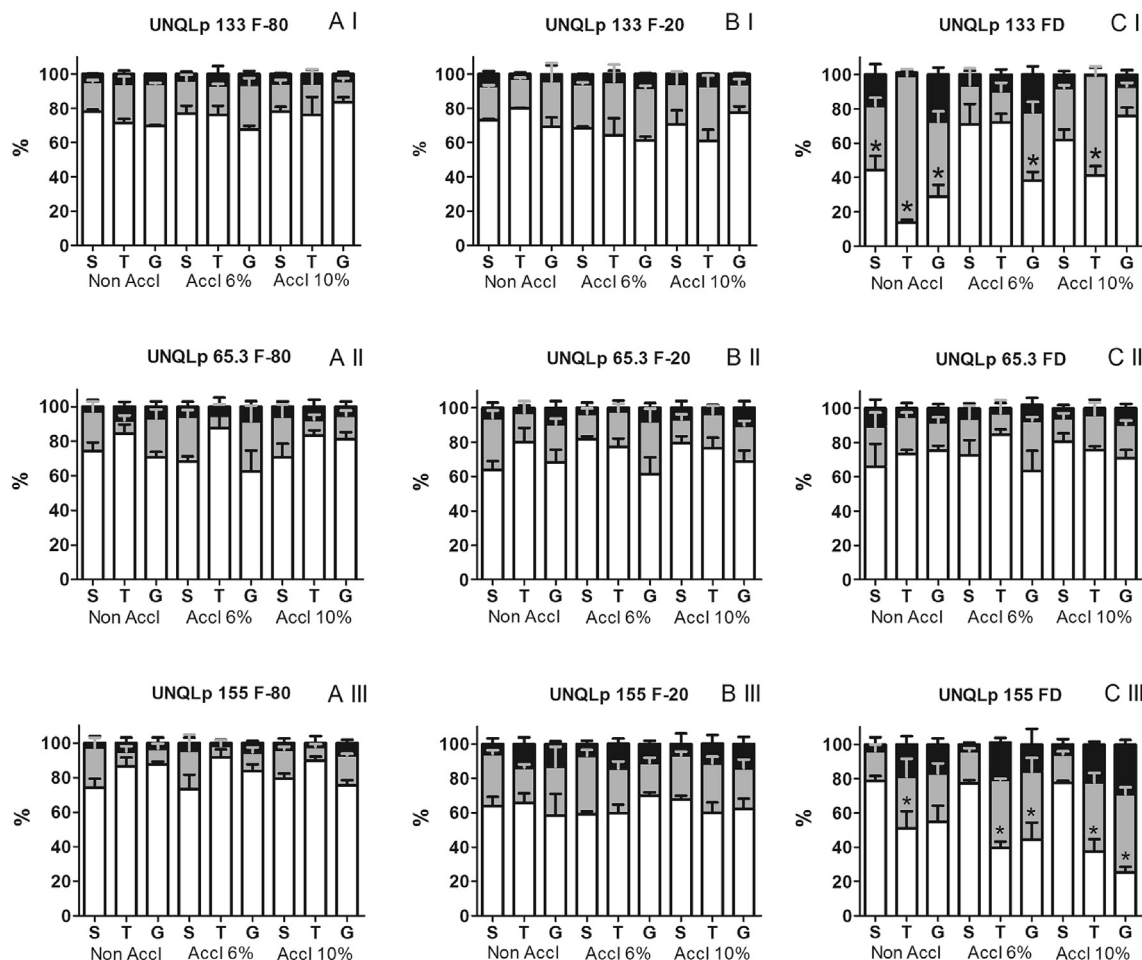 UNQLp 133 F-80 A I
UNQLp 133 F-20 B I
UNQLp 133 FD C I
%
100
80
60
40
20
0
S T G S T G S T G
Non Accl Accl 6% Accl 10%
%
100
80
60
40
20
0
S T G S T G S T G
Non Accl Accl 6% Accl 10%
%
100
80
60
40
20
0
* * * * *
S T G S T G S T G
Non Accl Accl 6% Accl 10%
UNQLp 65.3 F-80 A II
UNQLp 65.3 F-20 B II
UNQLp 65.3 FD C II
%
100
80
60
40
20
0
S T G S T G S T G
Non Accl Accl 6% Accl 10%
%
100
80
60
40
20
0
S T G S T G S T G
Non Accl Accl 6% Accl 10%
%
100
80
60
40
20
0
S T G S T G S T G
Non Accl Accl 6% Accl 10%
UNQLp 155 F-80 A III
UNQLp 155 F-20 B III
UNQLp 155 FD C III
%
100
80
60
40
20
0
S T G S T G S T G
Non Accl Accl 6% Accl 10%
%
100
80
60
40
20
0
S T G S T G S T G
Non Accl Accl 6% Accl 10%
%
100
80
60
40
20
0
* * * * *
S T G S T G S T G
Non Accl Accl 6% Accl 10%